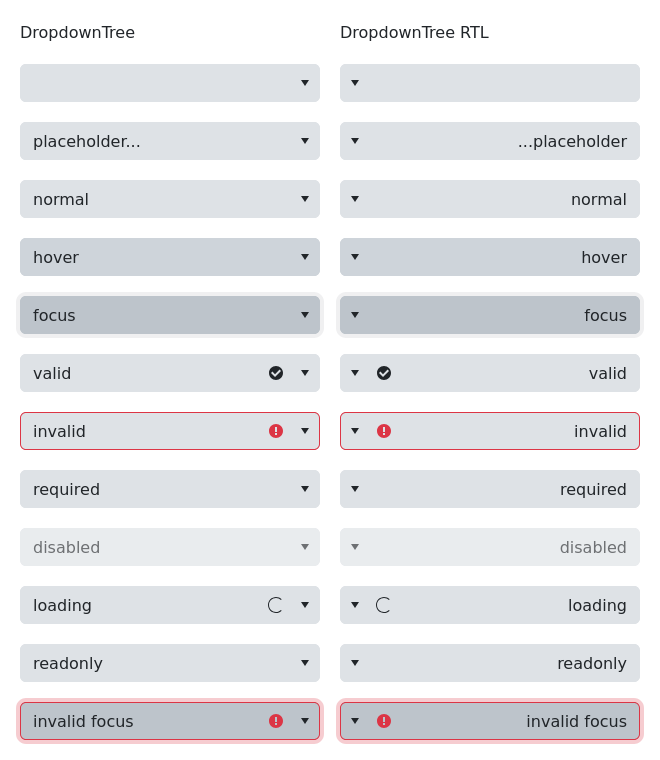 DropdownTree
DropdownTree RTL
placeholder...
...placeholder
normal
normal
hover
hover
focus
focus
valid
valid
invalid
invalid
required
required
disabled
disabled
loading
loading
readonly
readonly
invalid focus
invalid focus